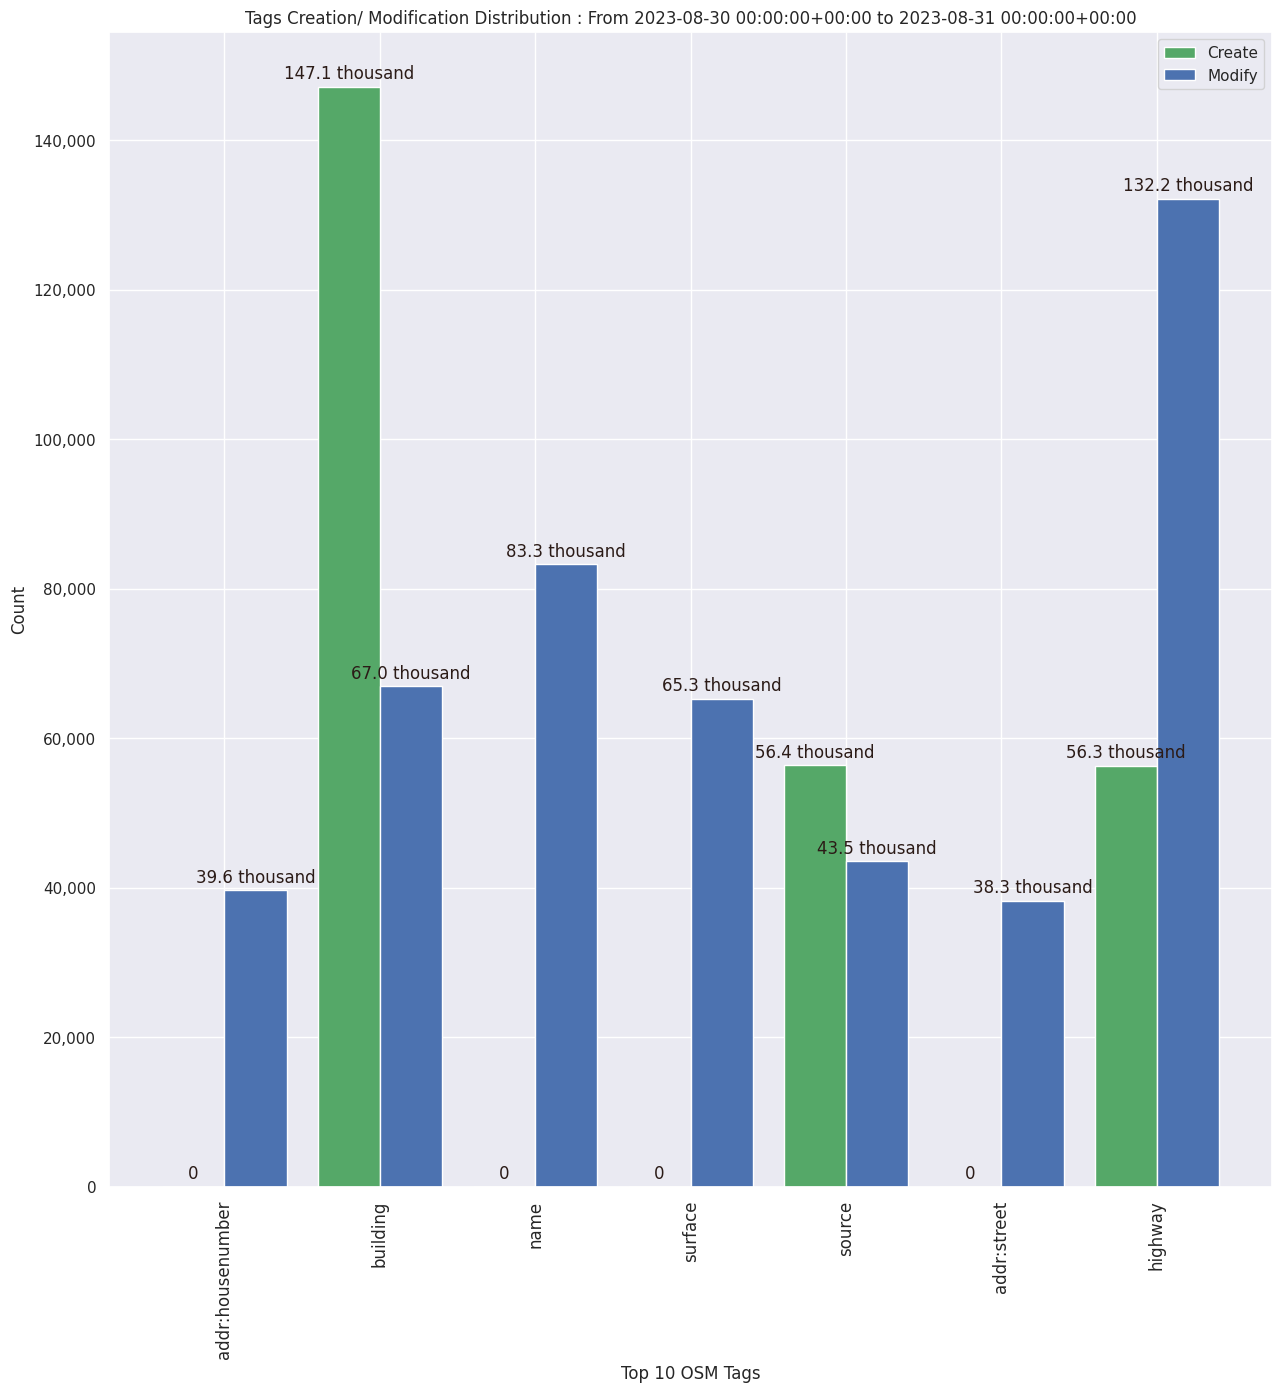 Tags Creation/ Modification Distribution : From 2023-08-30 00:00:00+00:00 to 2023-08-31 00:00:00+00:00
Create
Modify
147.1 thousand
140,000
132.2 thousand
120,000
100,000
83.3 thousand
80,000
Count
67.0 thousand
65.3 thousand
60,000
56.4 thousand
56.3 thousand
43.5 thousand
40,000
39.6 thousand
38.3 thousand
20,000
0
0
0
0
0
addr:housenumber
building
name
surface
source
addr:street
highway
Top 10 OSM Tags